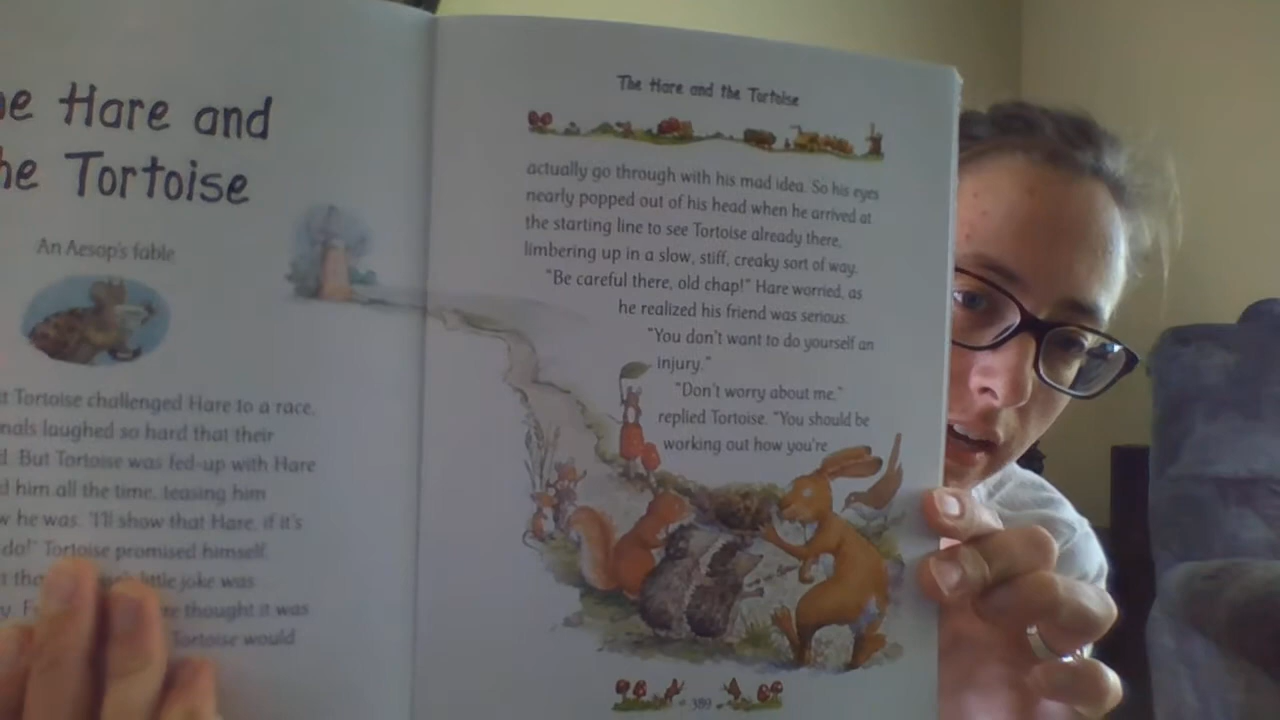 he Hare and
he Tortoise
An Aesop's fable
Tortoise challenged Hare to a race,
laughed so hard that their
But Tortoise was fed-up with Hare
him all the time, teasing him
he was. "I'll show that Hare, if it's
do!" Tortoise promised himself.
little joke was
thought it was
Tortoise would
The Hare and the Tortoise
actually go through with his mad idea. So his eyes
nearly popped out of his head when he arrived at
the starting line to see Tortoise already there,
limbering up in a slow, stiff, creaky sort of way.
"Be careful there, old chap!" Hare worried, as
he realized his friend was serious.
"You don't want to do yourself an
injury."
"Don't worry about me,"
replied Tortoise. "You should be
working out how you're
389